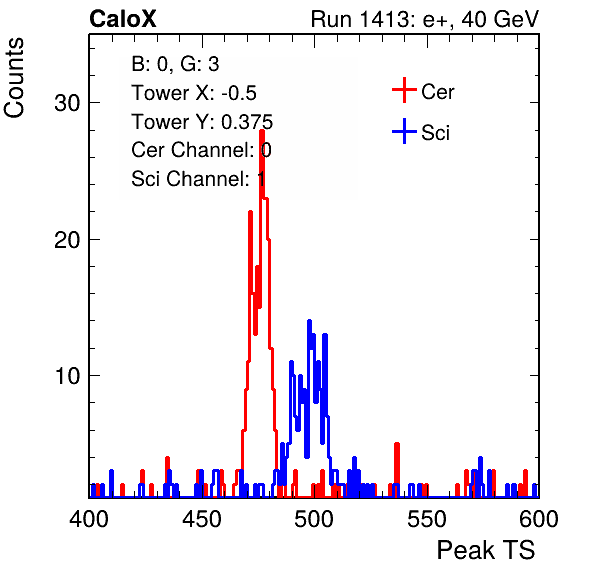 CaloX Run 1413: e+, 40 GeV
Counts
B: 0, G: 3
Tower X: -0.5
Tower Y: 0.375
Cer Channel: 0
Sci Channel: 1
Cer
Sci
30
20
10
400 450 500 550 600
Peak TS